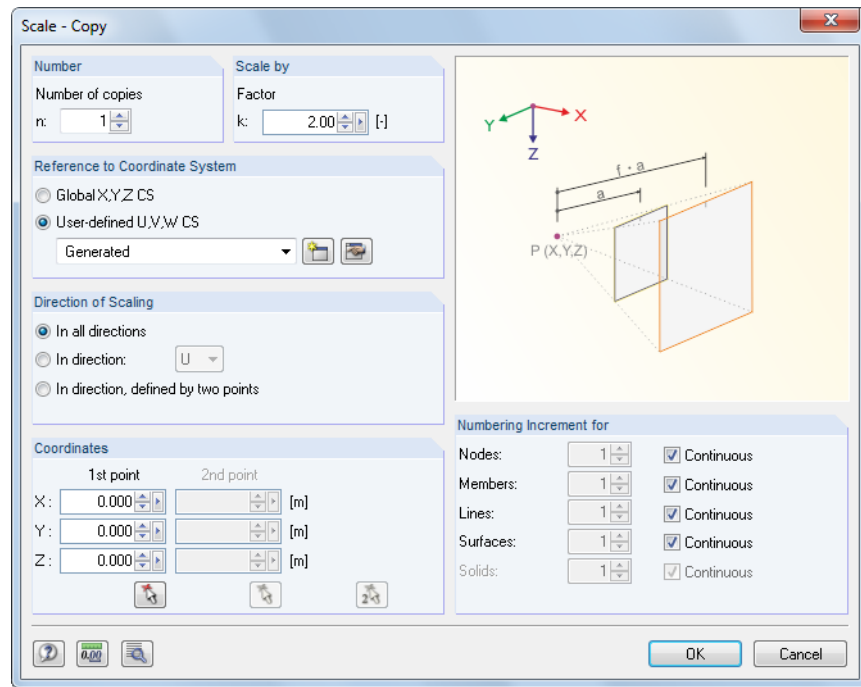 Scale - Copy
Number
Number of copies
n: 1
Scale by
Factor
k: 2.00 [-]
Reference to Coordinate System
Global X,Y,Z CS
User-defined U,V,W CS
Generated
Direction of Scaling
In all directions
In direction: U
In direction, defined by two points
Coordinates
1st point 2nd point
X: 0.000 [m]
Y: 0.000 [m]
Z: 0.000 [m]
2
Y X
Z
f · a
a
P (X,Y,Z)
Numbering Increment for
Nodes: 1 Continuous
Members: 1 Continuous
Lines: 1 Continuous
Surfaces: 1 Continuous
Solids: 1 Continuous
0.00
OK Cancel